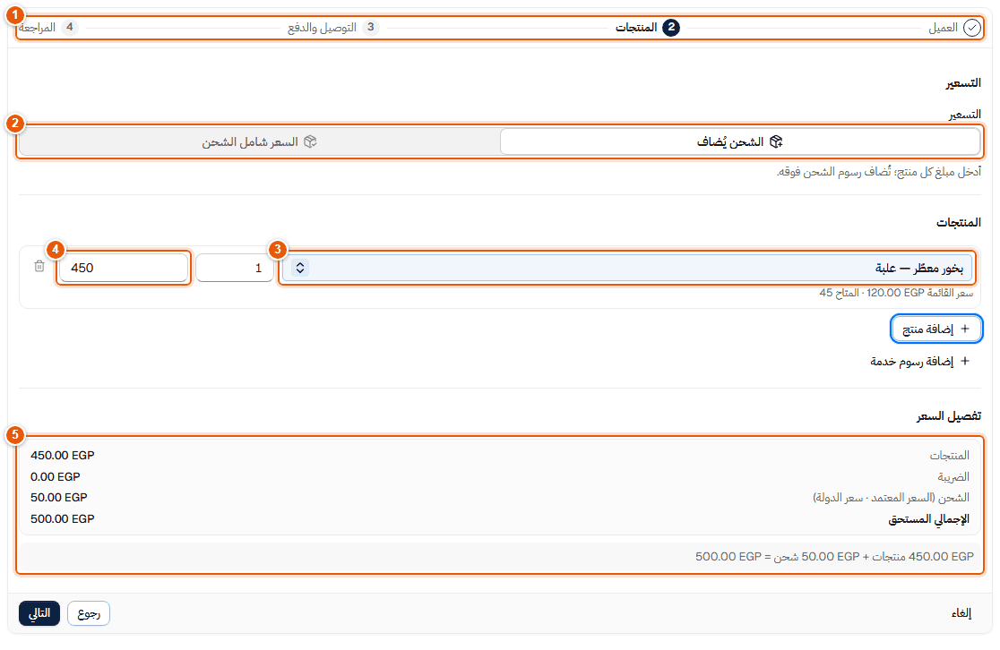 1
العميل
2 المنتجات
3 التوصيل والدفع
4 المراجعة
التسعير
التسعير
2
الشحن يُضاف
السعر شامل الشحن
أدخل مبلغ كل منتج؛ تُضاف رسوم الشحن فوقه.
المنتجات
3
بخور معطّر — علبة
1
4
450
سعر القائمة 120.00 EGP · المتاح 45
+ إضافة منتج
+ إضافة رسوم خدمة
تفصيل السعر
5
المنتجات 450.00 EGP
الضريبة 0.00 EGP
الشحن (السعر المعتمد · سعر الدولة) 50.00 EGP
الإجمالي المستحق 500.00 EGP
450.00 EGP منتجات + 50.00 EGP شحن = 500.00 EGP
إلغاء
رجوع
التالي